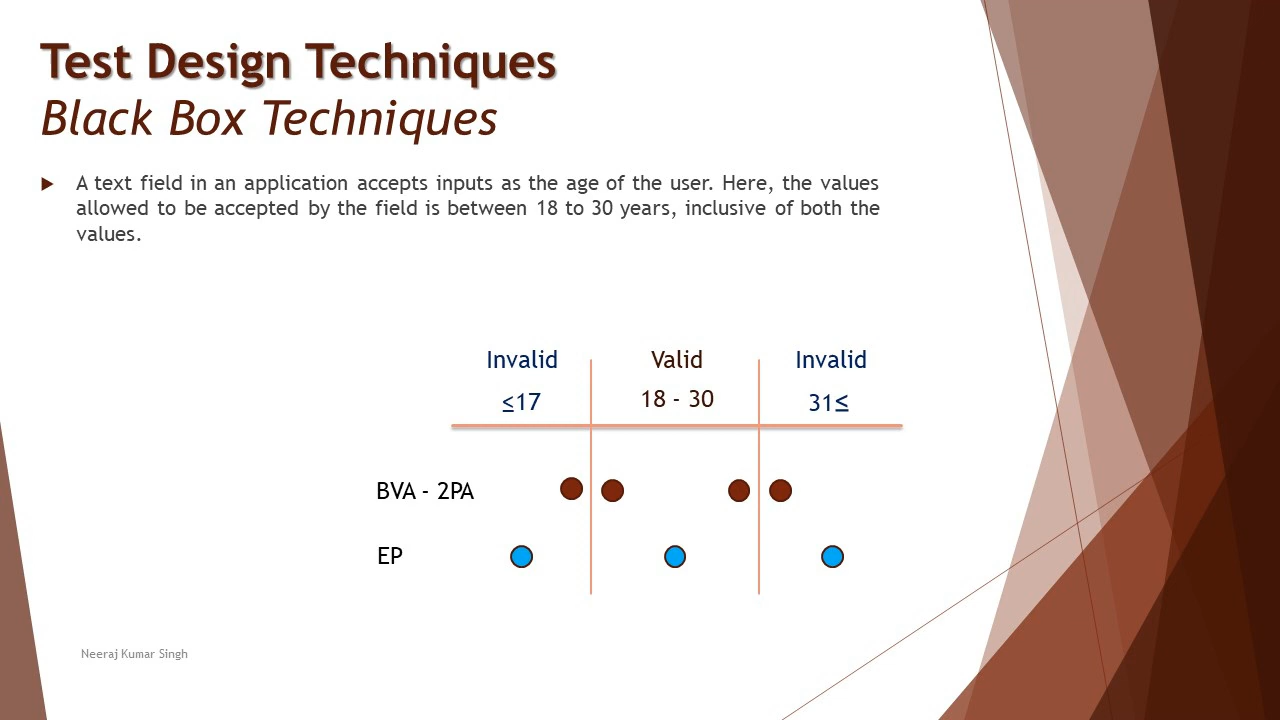 Test Design Techniques
Black Box Techniques
A text field in an application accepts inputs as the age of the user. Here, the values
allowed to be accepted by the field is between 18 to 30 years, inclusive of both the
values.
Invalid Valid Invalid
≤17 18 - 30 31≤
BVA - 2PA
EP
Neeraj Kumar Singh